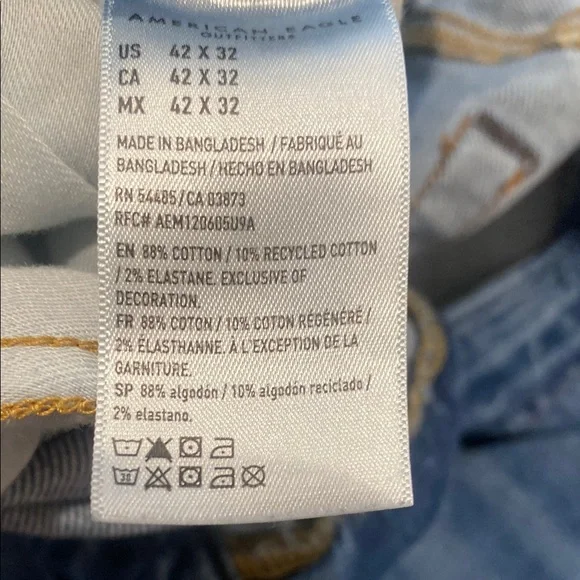 AMERICAN EAGLE
OUTFITTERS
US 42 X 32
CA 42 X 32
MX 42 X 32
MADE IN BANGLADESH / FABRIQUÉ AU
BANGLADESH / HECHO EN BANGLADESH
RN 54485/CA 03873
RFC# AEM120605U9A
EN 88% COTTON / 10% RECYCLED COTTON
/ 2% ELASTANE. EXCLUSIVE OF
DECORATION.
FR 88% COTON / 10% COTON RÉGÉNÉRÉ /
2% ÉLASTHANNE. À L'EXCEPTION DE LA
GARNITURE.
SP 88% algodón / 10% algodón reciclado /
2% elastano.
30